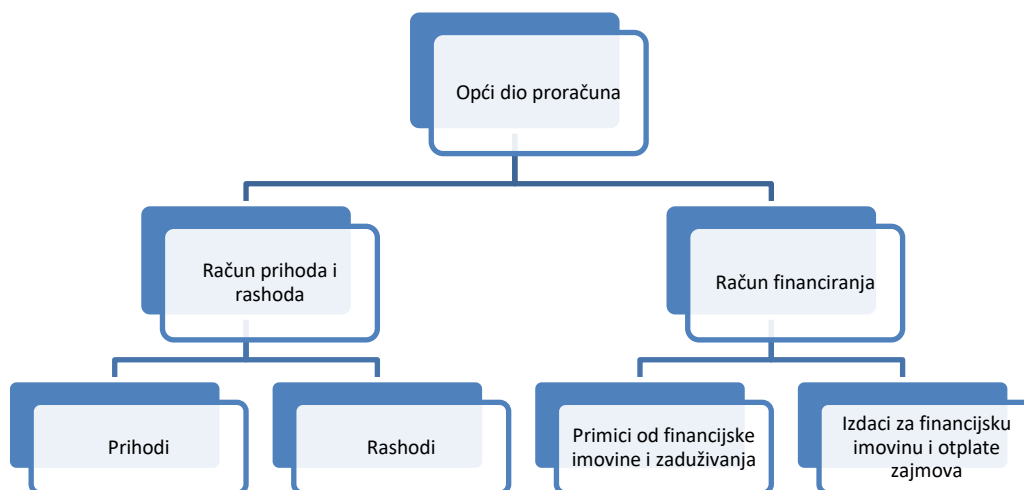 Opći dio proračuna
Račun prihoda i
rashoda
Račun financiranja
Prihodi
Rashodi
Primici od financijske
imovine i zaduživanja
Izdaci za financijsku
imovinu i otplate
zajmova